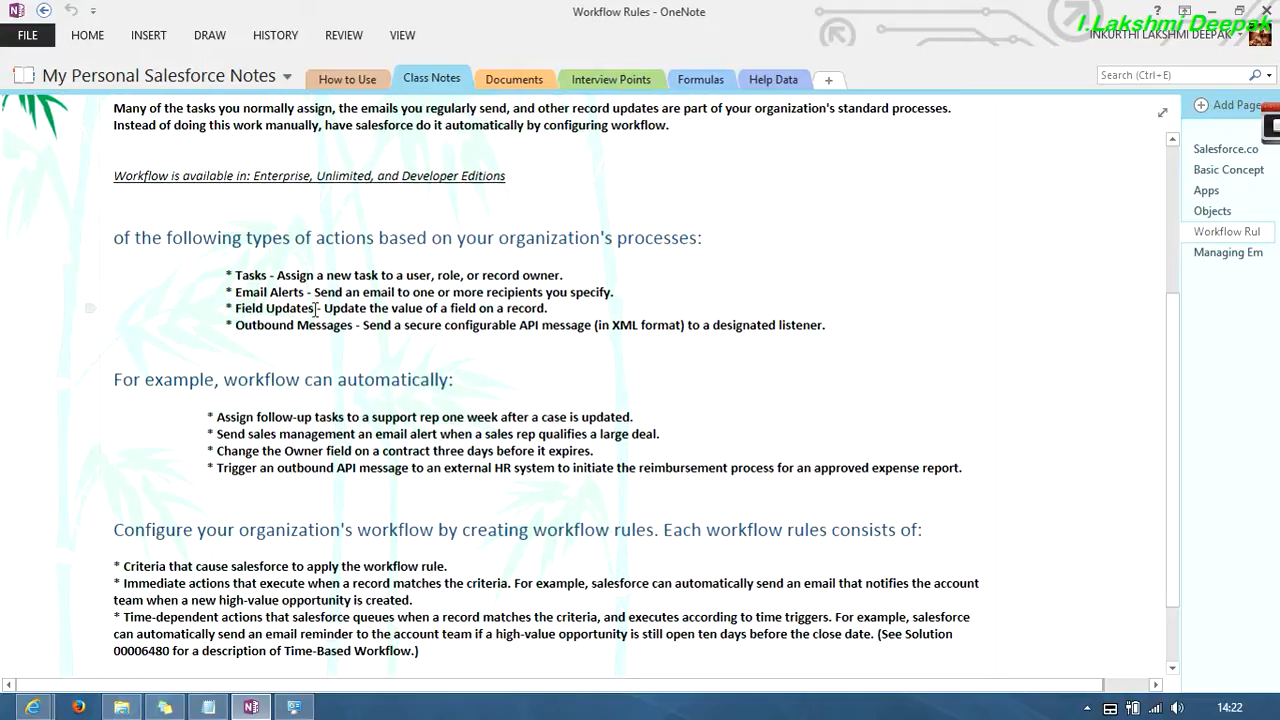 Workflow Rules - OneNote
I.Lakshmi Deepak
FILE HOME INSERT DRAW HISTORY REVIEW VIEW
INKURTHI LAKSHMI DEEPAK
My Personal Salesforce Notes
How to Use Class Notes Documents Interview Points Formulas Help Data
Search (Ctrl+E)
Add Page
Salesforce.co
Basic Concept
Apps
Objects
Workflow Rul
Managing Em
Many of the tasks you normally assign, the emails you regularly send, and other record updates are part of your organization's standard processes.
Instead of doing this work manually, have salesforce do it automatically by configuring workflow.
Workflow is available in: Enterprise, Unlimited, and Developer Editions
of the following types of actions based on your organization's processes:
* Tasks - Assign a new task to a user, role, or record owner.
* Email Alerts - Send an email to one or more recipients you specify.
* Field Updates - Update the value of a field on a record.
* Outbound Messages - Send a secure configurable API message (in XML format) to a designated listener.
For example, workflow can automatically:
* Assign follow-up tasks to a support rep one week after a case is updated.
* Send sales management an email alert when a sales rep qualifies a large deal.
* Change the Owner field on a contract three days before it expires.
* Trigger an outbound API message to an external HR system to initiate the reimbursement process for an approved expense report.
Configure your organization's workflow by creating workflow rules. Each workflow rules consists of:
* Criteria that cause salesforce to apply the workflow rule.
* Immediate actions that execute when a record matches the criteria. For example, salesforce can automatically send an email that notifies the account
team when a new high-value opportunity is created.
* Time-dependent actions that salesforce queues when a record matches the criteria, and executes according to time triggers. For example, salesforce
can automatically send an email reminder to the account team if a high-value opportunity is still open ten days before the close date. (See Solution
00006480 for a description of Time-Based Workflow.)
14:22